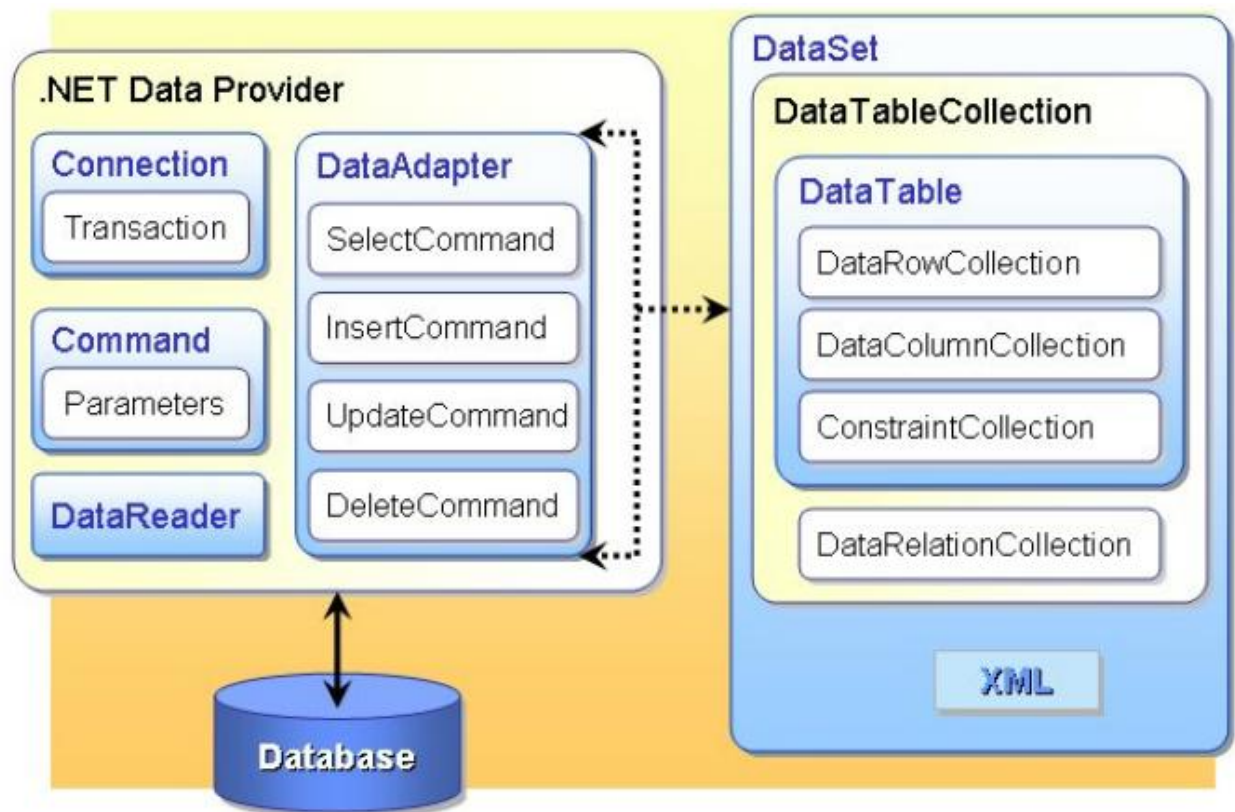 .NET Data Provider
Connection
Transaction
Command
Parameters
DataReader
DataAdapter
SelectCommand
InsertCommand
UpdateCommand
DeleteCommand
Database
DataSet
DataTableCollection
DataTable
DataRowCollection
DataColumnCollection
ConstraintCollection
DataRelationCollection
XML